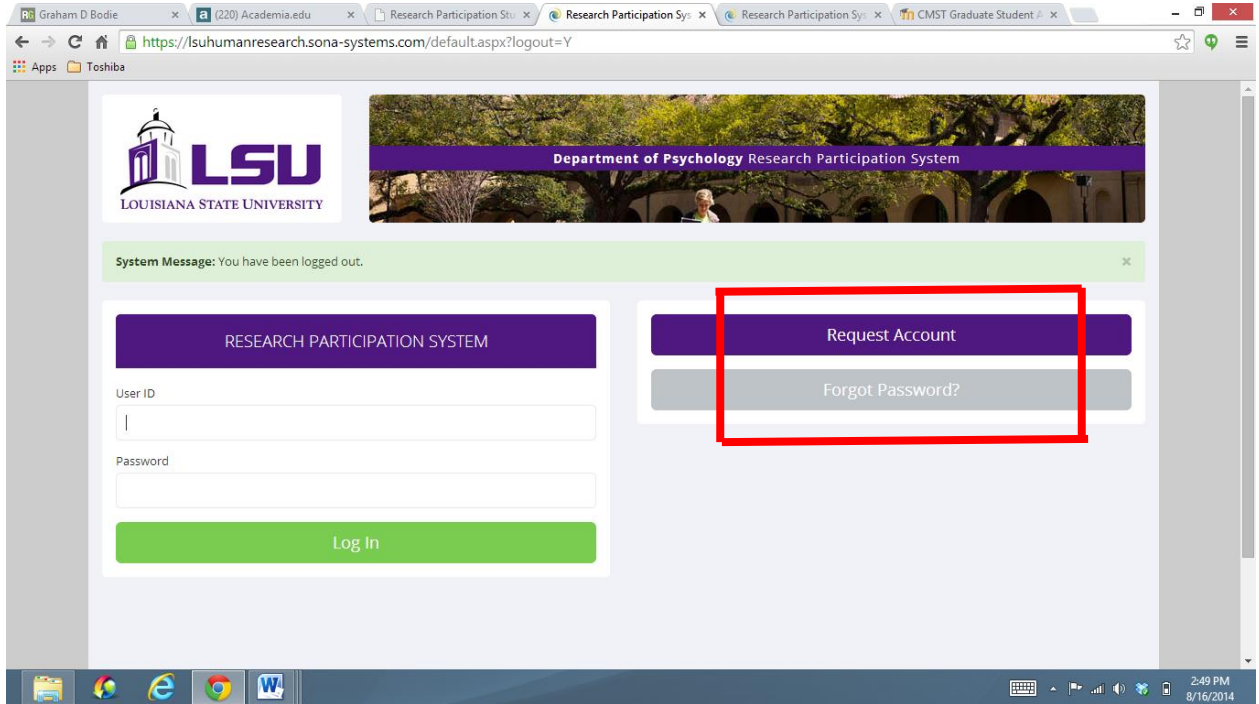 Graham D Bodie
(220) Academia.edu
Research Participation Stu
Research Participation Sys
Research Participation Sys
CMST Graduate Student A
https://lsuhumanresearch.sona-systems.com/default.aspx?logout=Y
Apps Toshiba
LSU
LOUISIANA STATE UNIVERSITY
Department of Psychology Research Participation System
System Message: You have been logged out.
RESEARCH PARTICIPATION SYSTEM
User ID
Password
Log In
Request Account
Forgot Password?
2:49 PM
8/16/2014